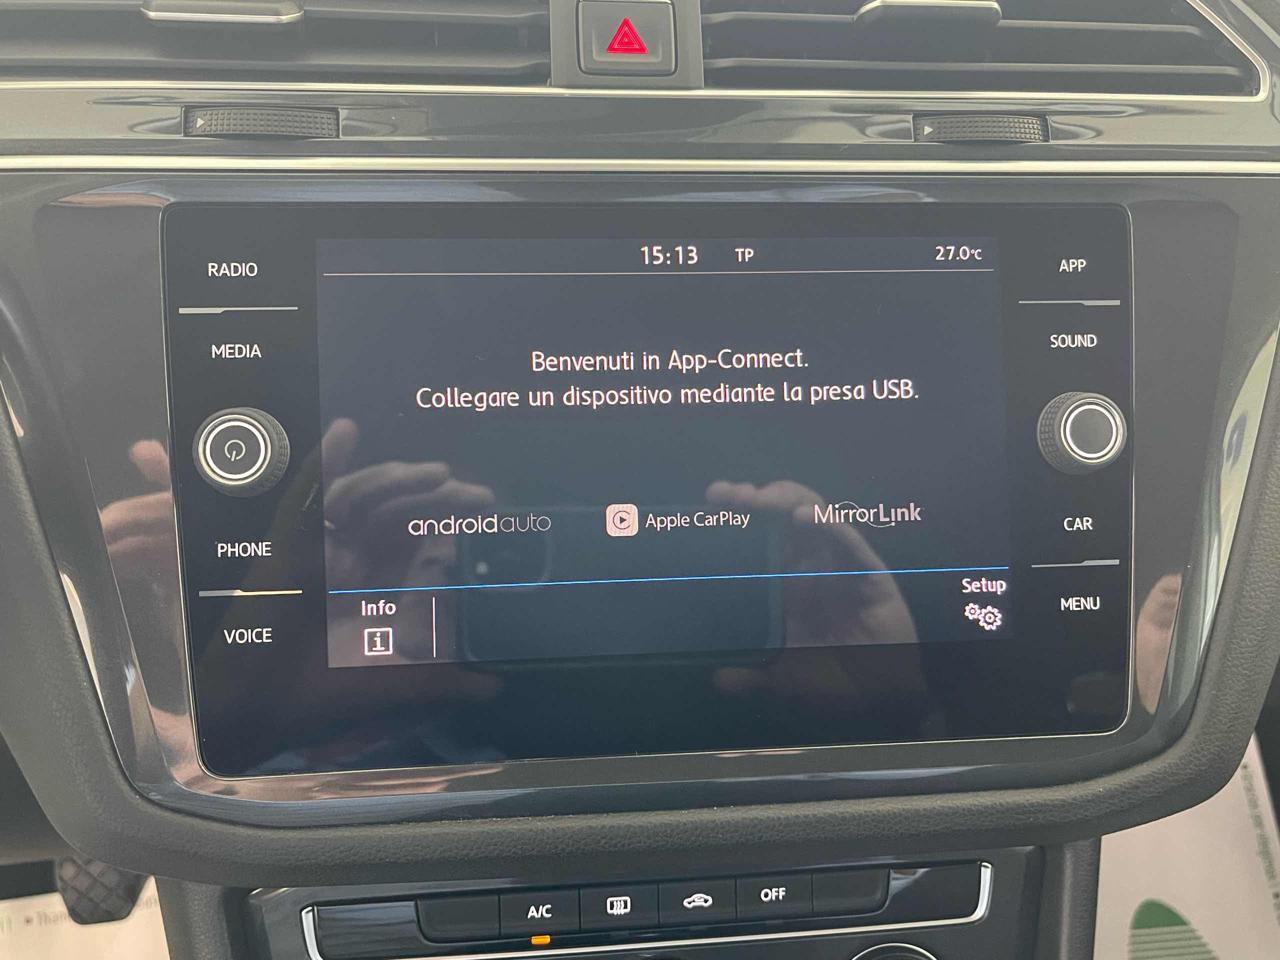 15:13 TP 27.0°C
RADIO
MEDIA
PHONE
VOICE
Benvenuti in App-Connect.
Collegare un dispositivo mediante la presa USB.
androidauto
Apple CarPlay
MirrorLink
Info
Setup
APP
SOUND
CAR
MENU
A/C
OFF